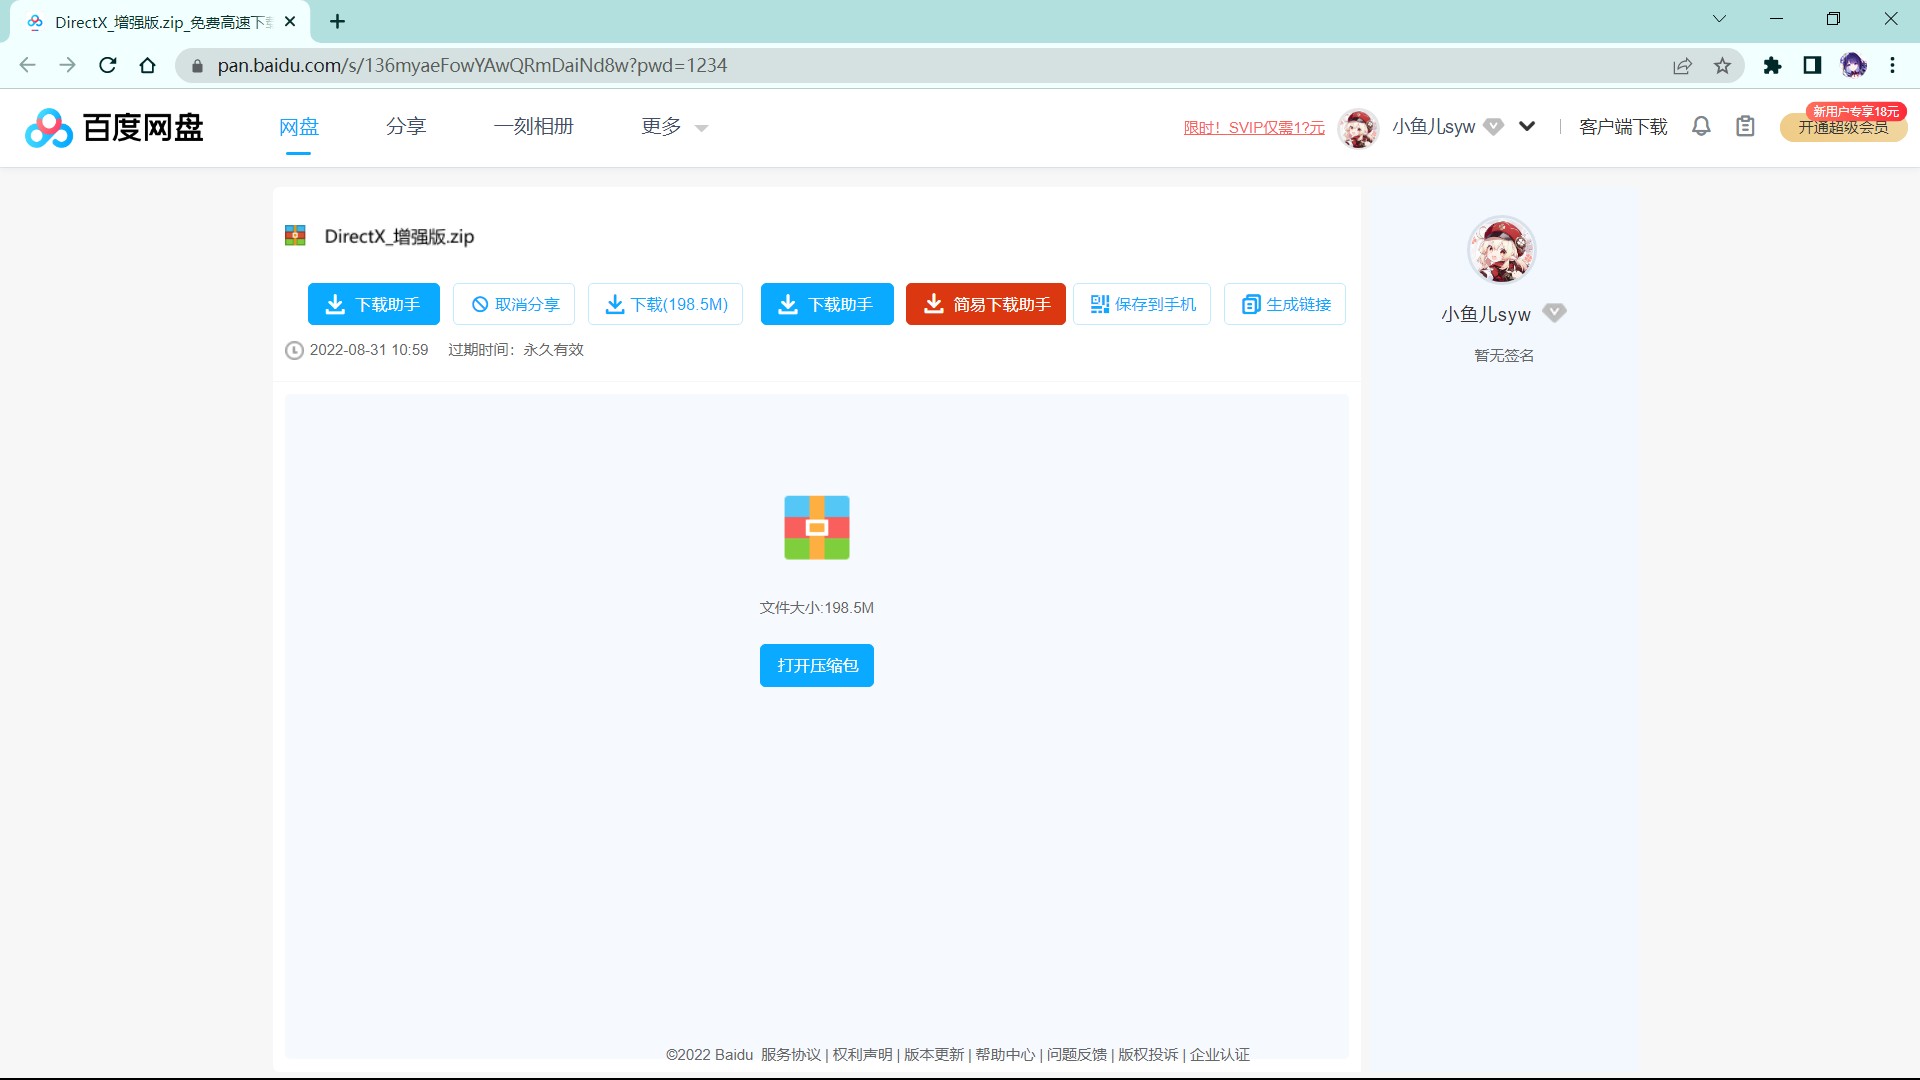 DirectX_增强版.zip_免费高速下载
pan.baidu.com/s/136myaeFowYAwQRmDaiNd8w?pwd=1234
百度网盘
网盘
分享
一刻相册
更多
限时！SVIP仅需1?元
小鱼儿syw
客户端下载
新用户专享18元
开通超级会员
DirectX_增强版.zip
下载助手
取消分享
下载(198.5M)
下载助手
简易下载助手
保存到手机
生成链接
2022-08-31 10:59 过期时间：永久有效
小鱼儿syw
暂无签名
文件大小:198.5M
打开压缩包
©2022 Baidu 服务协议 | 权利声明 | 版本更新 | 帮助中心 | 问题反馈 | 版权投诉 | 企业认证